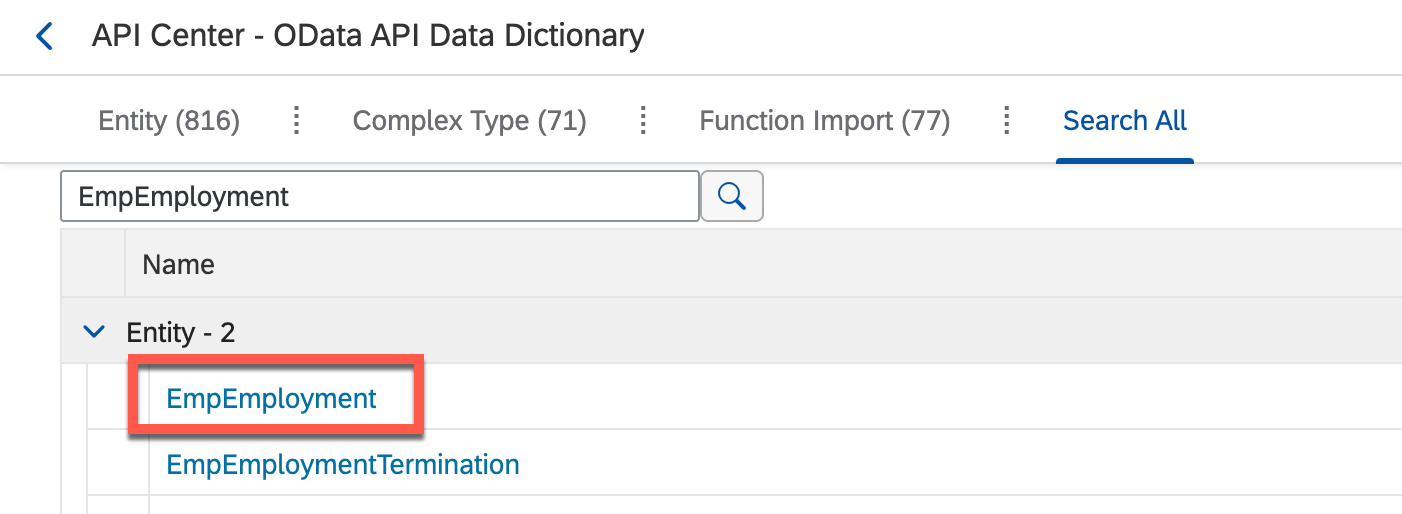 API Center - OData API Data Dictionary
Entity (816) Complex Type (71) Function Import (77) Search All
EmpEmployment
Name
Entity - 2
EmpEmployment
EmpEmploymentTermination